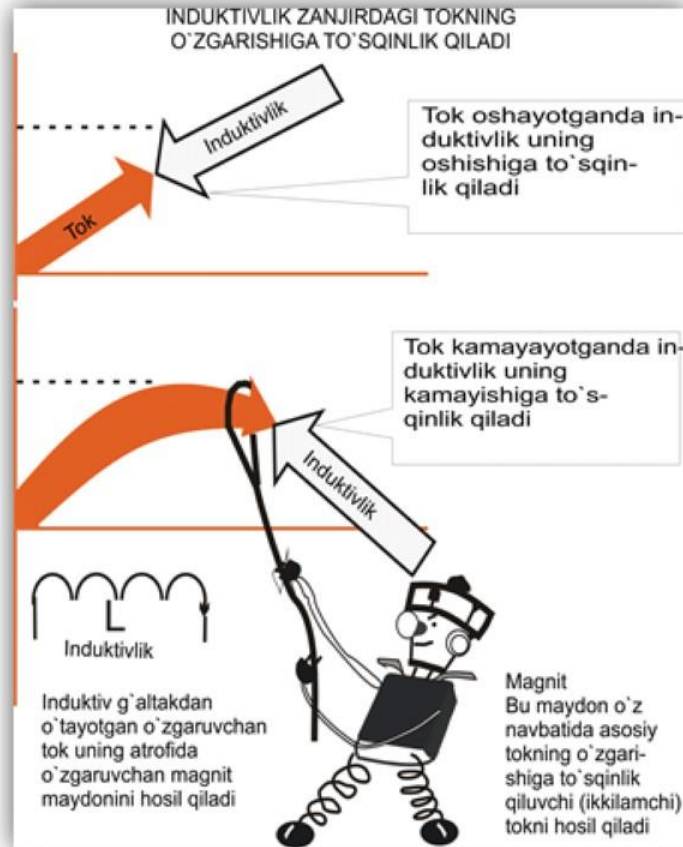 INDUKTIVLIK ZANJIRDAGI TOKNING
O`ZGARISHIGA TO`SQINLIK QILADI
Induktivlik
Tok
Tok oshayotganda in-
duktivlik uning
oshishiga to`sqin-
lik qiladi
Tok kamayayotganda in-
duktivlik uning
kamayishiga to`s-
qinlik qiladi
Induktivlik
L
Induktivlik
Induktiv g`altakdan
o`tayotgan o`zgaruvchan
tok uning atrofida
o`zgaruvchan magnit
maydonini hosil qiladi
Magnit
Bu maydon o`z
navbatida asosiy
tokning o`zgari-
shiga to`sqinlik
qiluvchi (ikkilamchi)
tokni hosil qiladi